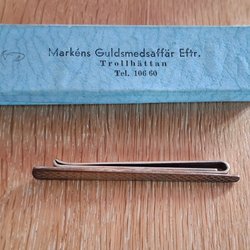 Markéns Guldsmedsaffär Eftr.
Trollhättan
Tel. 106 60